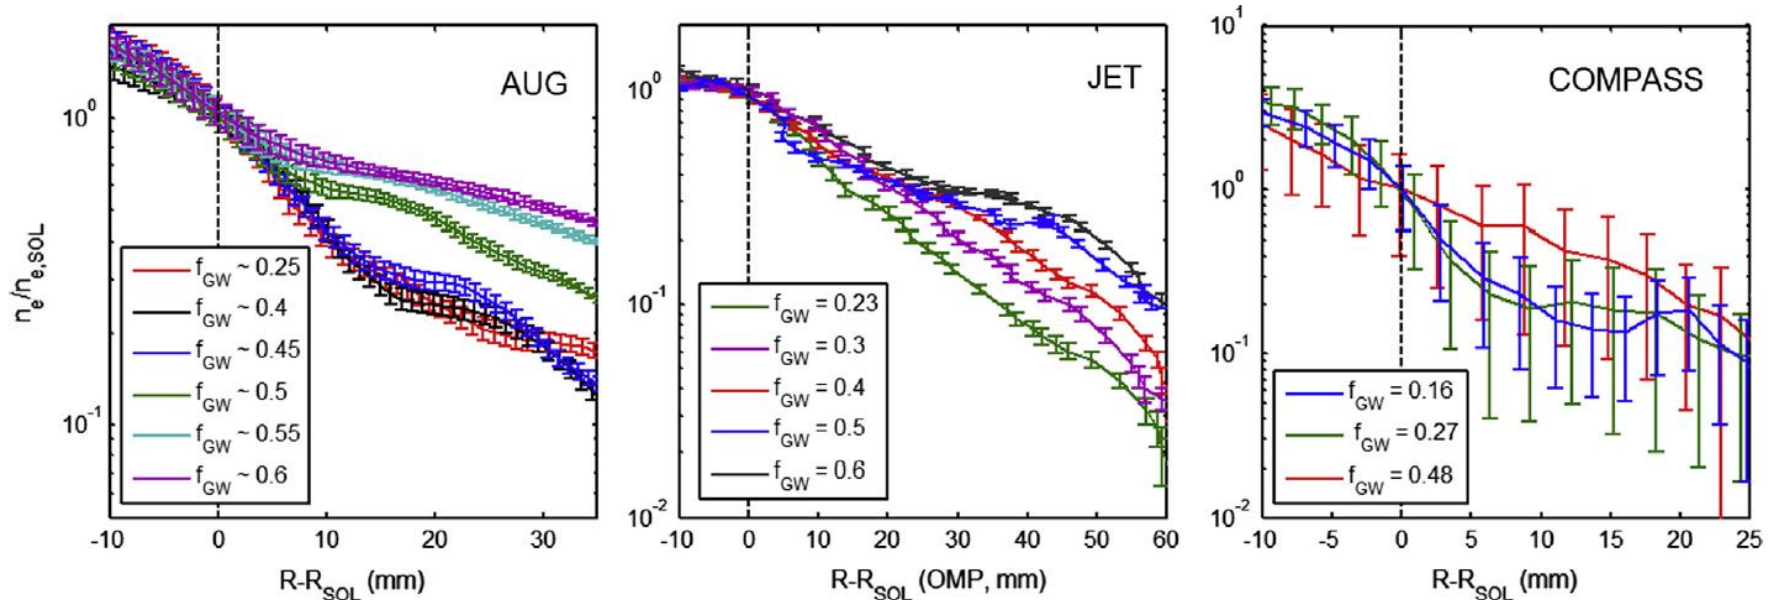 AUG
n_e/n_e,SOL
10^0
10^-1
f_GW ~ 0.25
f_GW ~ 0.4
f_GW ~ 0.45
f_GW ~ 0.5
f_GW ~ 0.55
f_GW ~ 0.6
-10 0 10 20 30
R-R_SOL (mm)
JET
10^0
10^-1
10^-2
f_GW = 0.23
f_GW = 0.3
f_GW = 0.4
f_GW = 0.5
f_GW = 0.6
-10 0 10 20 30 40 50 60
R-R_SOL (OMP, mm)
COMPASS
10^1
10^0
10^-1
10^-2
f_GW = 0.16
f_GW = 0.27
f_GW = 0.48
-10 -5 0 5 10 15 20 25
R-R_SOL (mm)